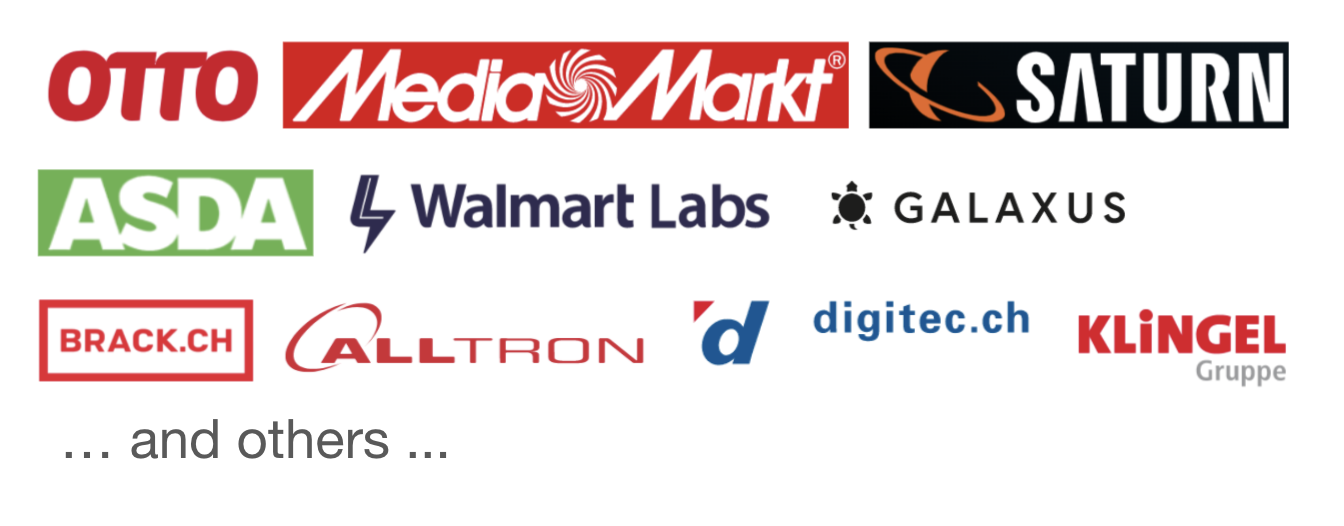 OTTO MediaMarkt® SATURN
ASDA Walmart Labs GALAXUS
BRACK.CH ALLTRON d digitec.ch KLiNGEL
Gruppe
… and others ...